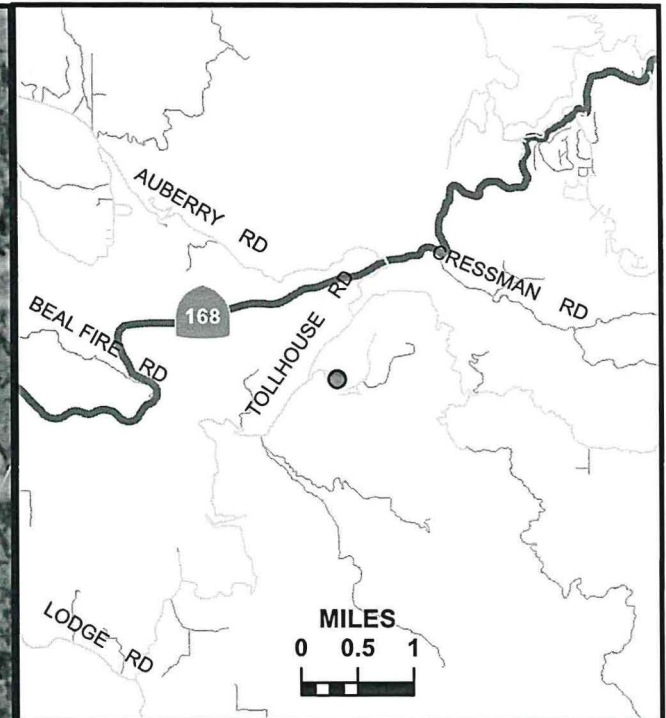 AUBERRY RD
CRESSMAN RD
BEAL FIRE RD
168
TOLLHOUSE RD
LODGE RD
MILES
0 0.5 1